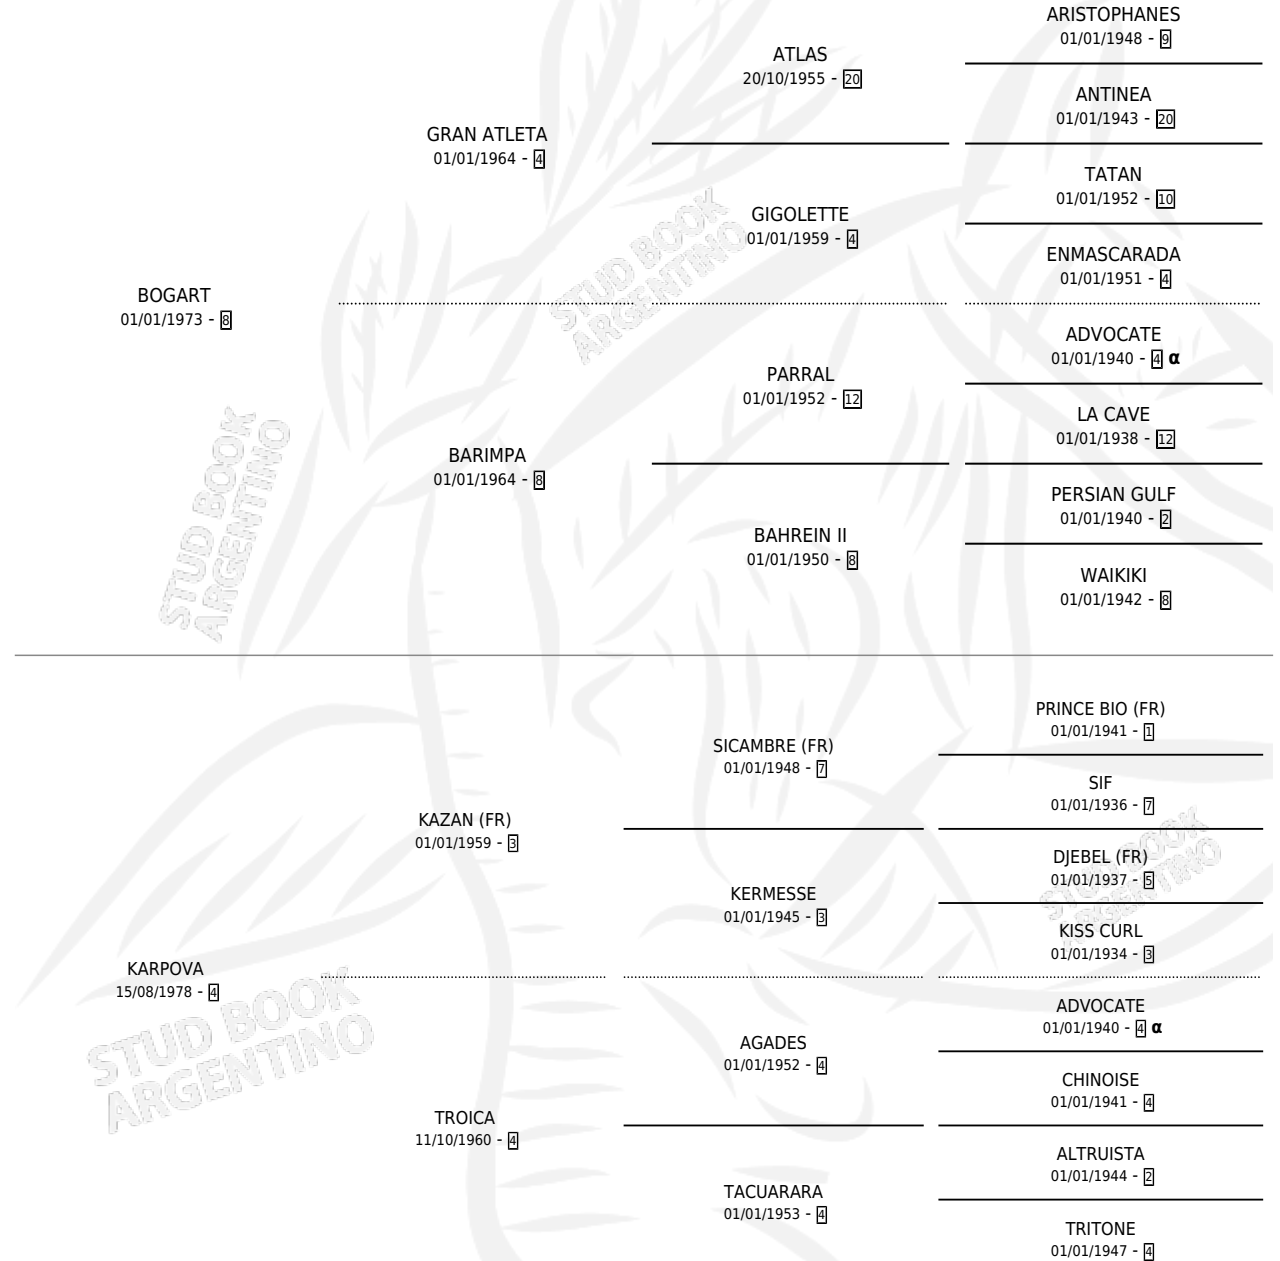 ARISTOPHANES
01/01/1948 - 9
ATLAS
20/10/1955 - 20
ANTINEA
01/01/1943 - 20
GRAN ATLETA
01/01/1964 - 4
TATAN
01/01/1952 - 10
GIGOLETTE
01/01/1959 - 4
ENMASCARADA
01/01/1951 - 4
BOGART
01/01/1973 - 8
ADVOCATE
01/01/1940 - 4 α
PARRAL
01/01/1952 - 12
LA CAVE
01/01/1938 - 12
BARIMPA
01/01/1964 - 8
PERSIAN GULF
01/01/1940 - 2
BAHREIN II
01/01/1950 - 8
WAIKIKI
01/01/1942 - 8
STUD BOOK
ARGENTINO
STUD BOOK
ARGENTINO
PRINCE BIO (FR)
01/01/1941 - 1
SICAMBRE (FR)
01/01/1948 - 7
SIF
01/01/1936 - 7
KAZAN (FR)
01/01/1959 - 3
DJEBEL (FR)
01/01/1937 - 5
KERMESSE
01/01/1945 - 3
KISS CURL
01/01/1934 - 3
KARPOVA
15/08/1978 - 4
ADVOCATE
01/01/1940 - 4 α
AGADES
01/01/1952 - 4
CHINOISE
01/01/1941 - 4
TROICA
11/10/1960 - 4
ALTRUISTA
01/01/1944 - 2
TACUARARA
01/01/1953 - 4
TRITONE
01/01/1947 - 4
STUD BOOK
ARGENTINO
STUD BOOK
ARGENTINO